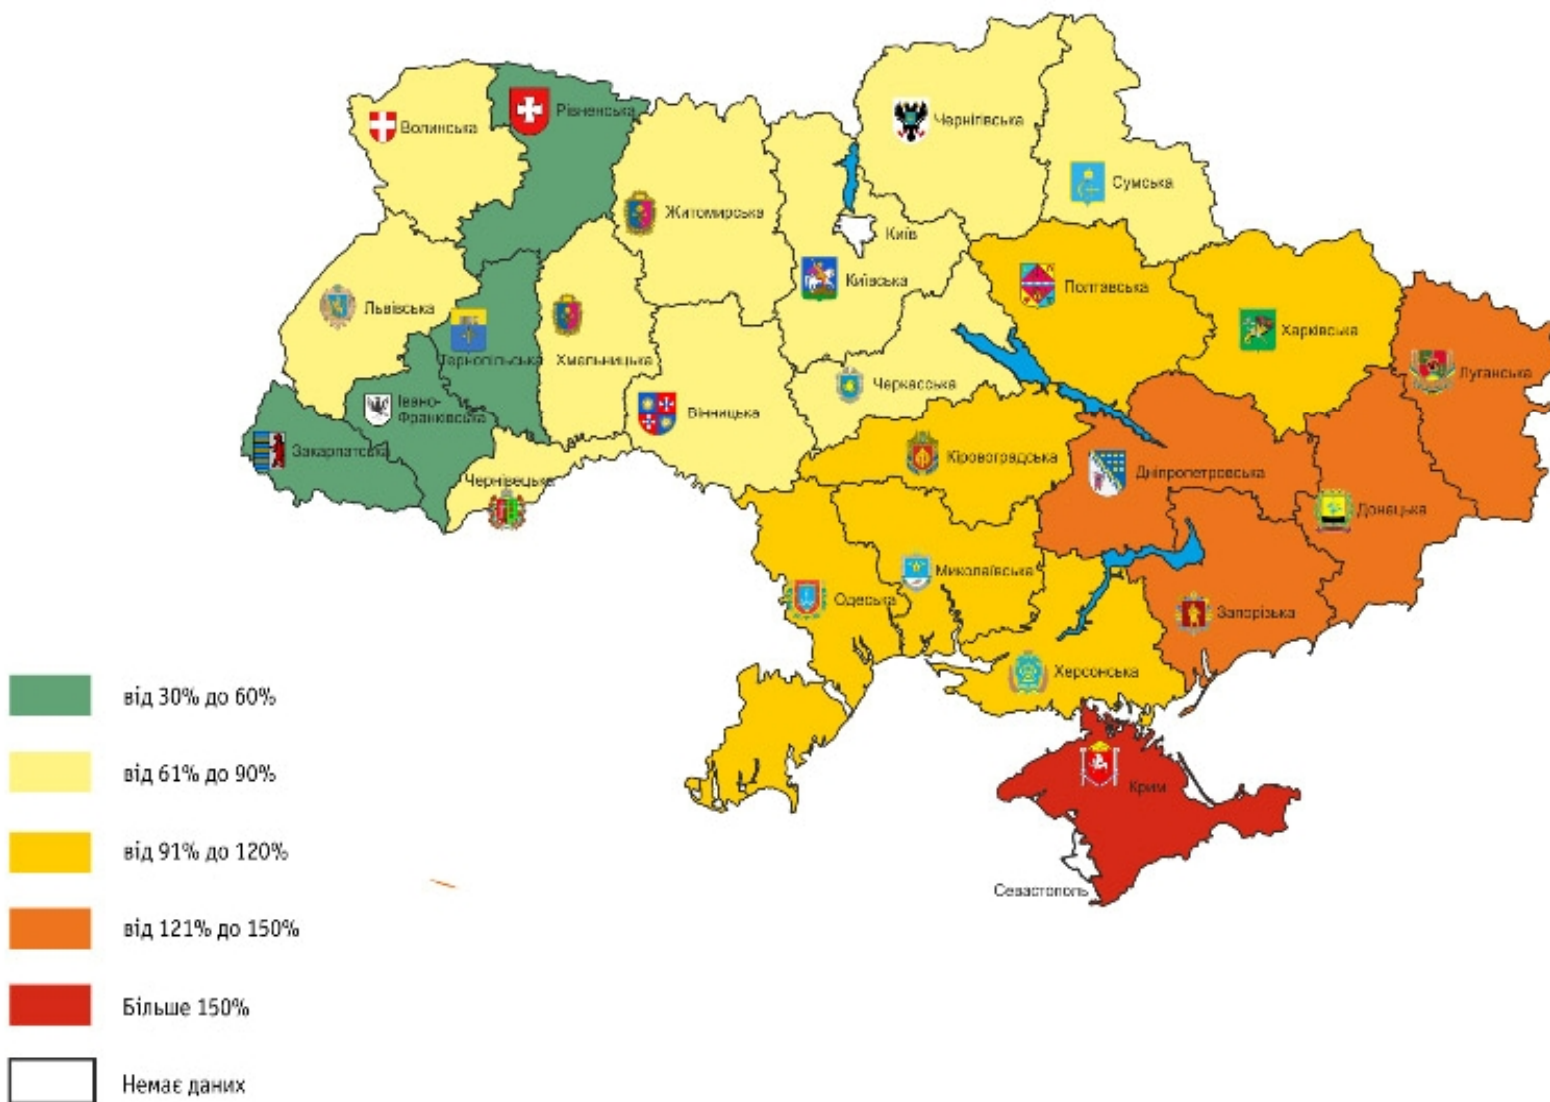 Волинська
Рівненська
Житомирська
Чернігівська
Сумська
Київ
Київська
Львівська
Тернопільська
Хмельницька
Вінницька
Черкасська
Полтавська
Харківська
Луганська
Івано-
Франківська
Закарпатська
Чернівецька
Кіровоградська
Дніпропетровська
Донецька
Миколаївська
Одеська
Запорізька
Херсонська
Крим
Севастополь
від 30% до 60%
від 61% до 90%
від 91% до 120%
від 121% до 150%
Більше 150%
Немає даних